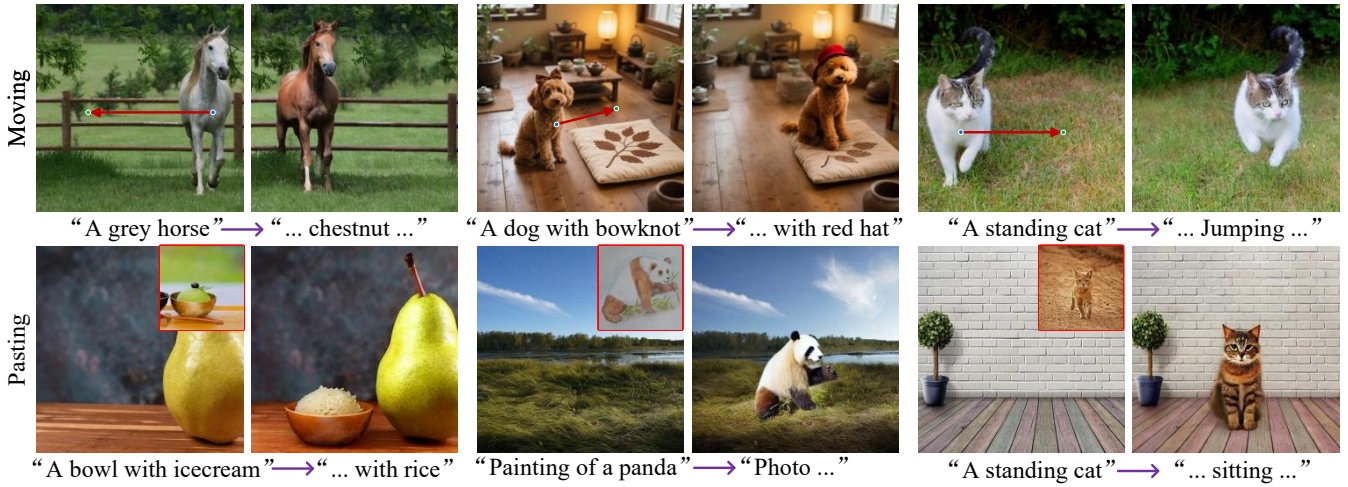 Moving
“A grey horse” → “... chestnut ...”
“A dog with bowknot” → “... with red hat”
“A standing cat” → “... Jumping ...”
Pasting
“A bowl with icecream” → “... with rice”
“Painting of a panda” → “Photo ...”
“A standing cat” → “... sitting ...”